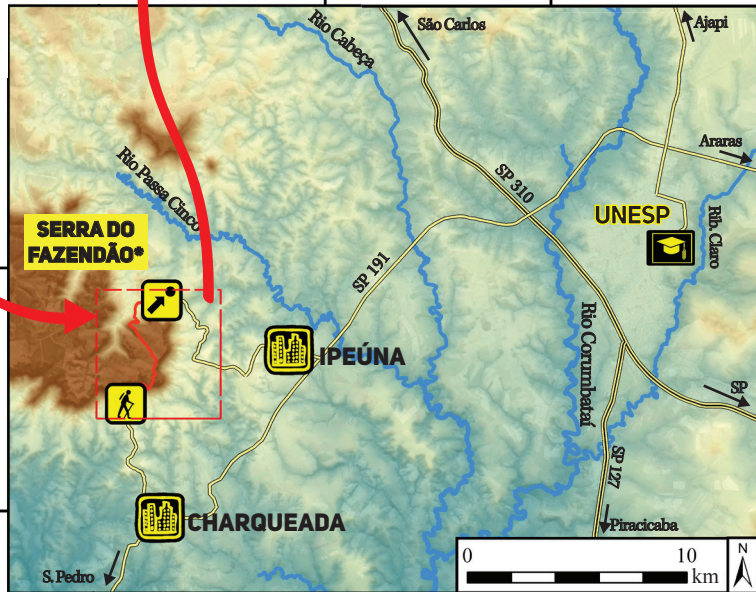 São Carlos
Ajapi
Rio Cabeça
Araras
Rio Passa Cinco
SP 310
UNESP
Rib. Claro
SERRA DO
FAZENDÃO*
SP 191
IPEÚNA
Rio Corumbataí
SP
SP 127
CHARQUEADA
Piracicaba
S. Pedro
0 10
km
N